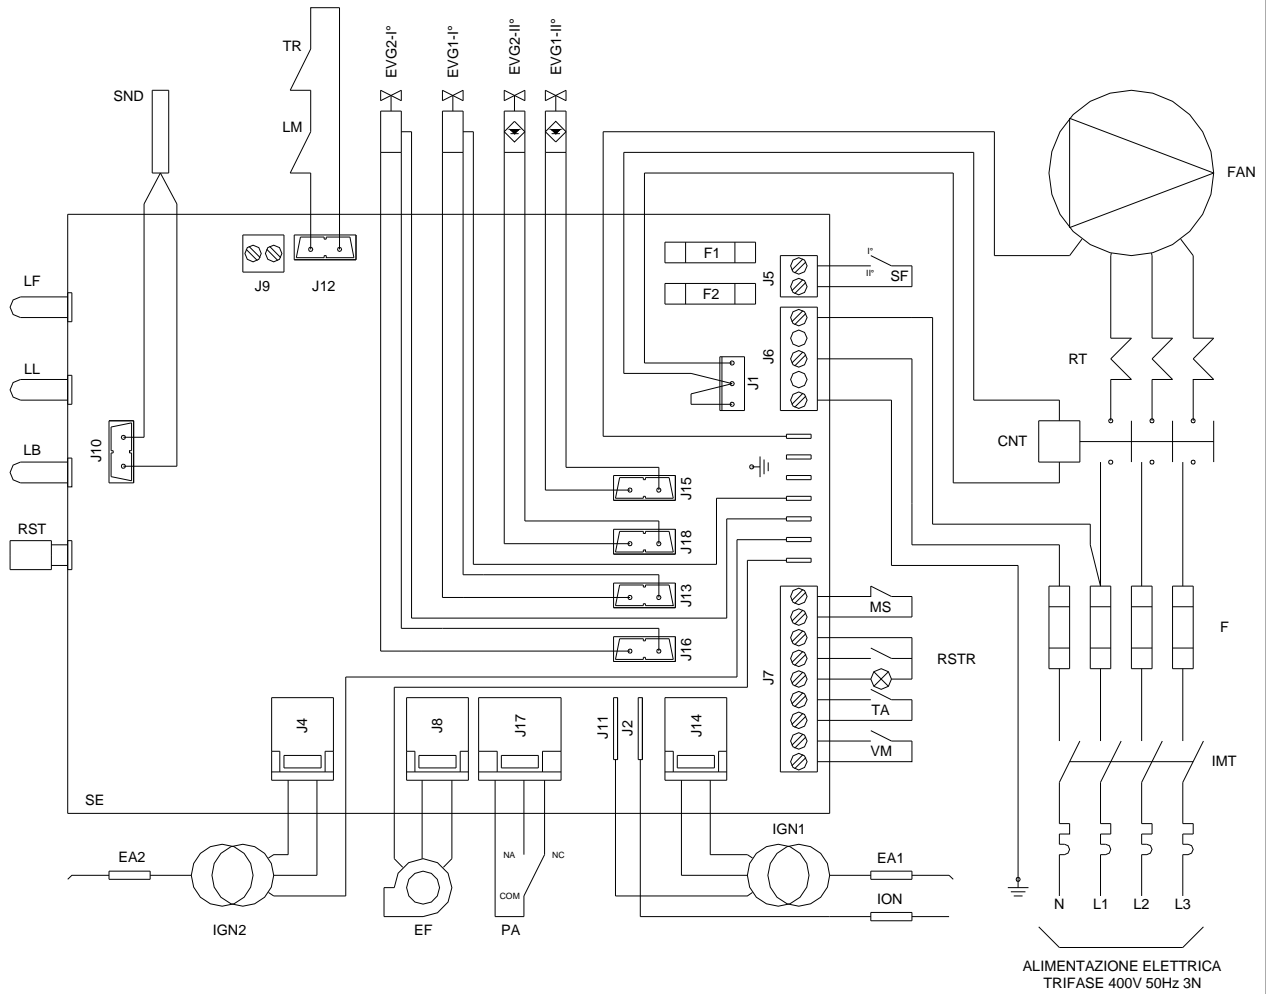 TR
EVG2-I°
EVG1-I°
EVG2-II°
EVG1-II°
SND
LM
FAN
F1
F2
J5
I°
II°
SF
J9
J12
LF
LL
LB
RST
J10
J6
J1
RT
CNT
J15
J18
J13
J16
MS
RSTR
TA
VM
J7
F
IMT
J4
J8
J17
J11
J2
J14
SE
IGN1
EA2
NA
NC
COM
EA1
ION
IGN2
EF
PA
N
L1
L2
L3
ALIMENTAZIONE ELETTRICA
TRIFASE 400V 50Hz 3N